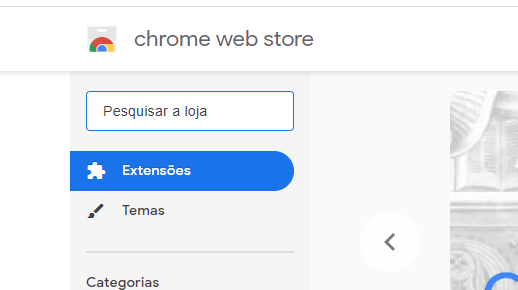 chrome web store
Pesquisar a loja
Extensões
Temas
Categorias